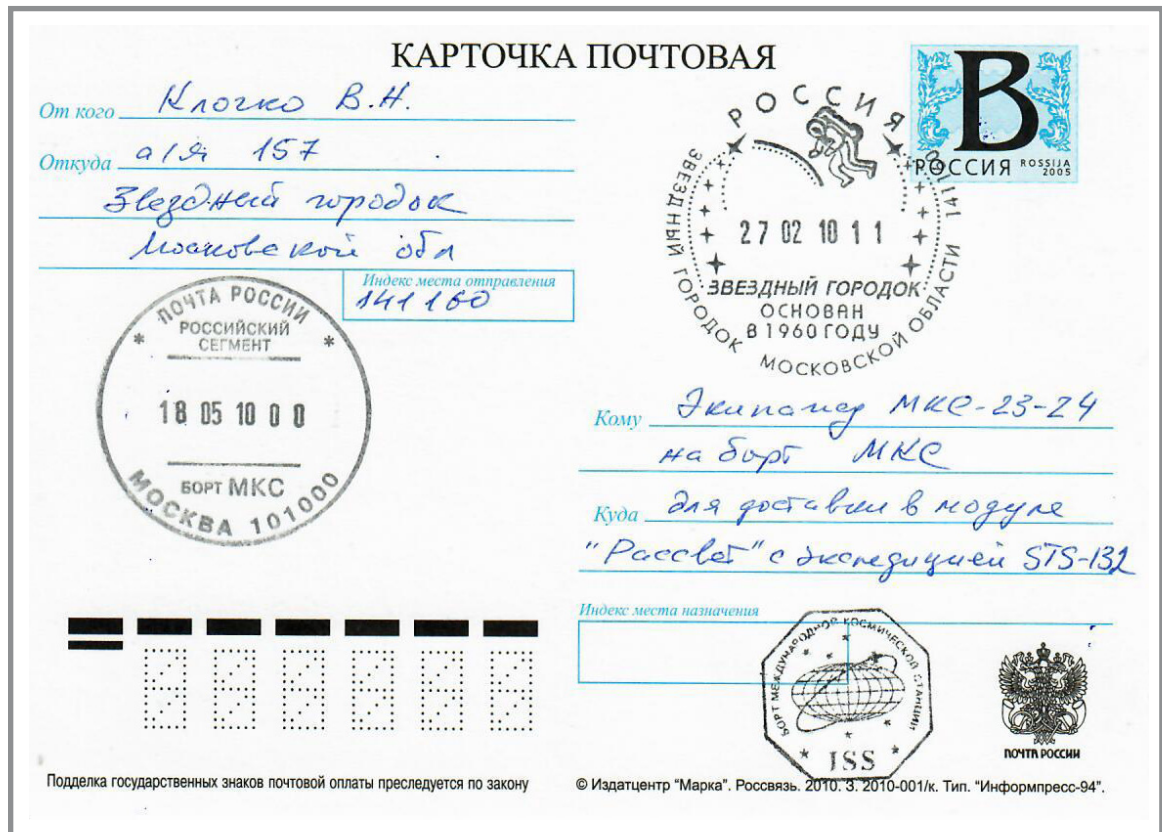 КАРТОЧКА ПОЧТОВАЯ
От кого Клочко В.Н.
Откуда а/я 157
Звездный городок
Московской обл
Индекс места отправления
141160
В
РОССИЯ ROSSIJA
2005
РОССИЯ
27 02 10 11
ЗВЕЗДНЫЙ ГОРОДОК
ОСНОВАН
В 1960 ГОДУ
ЗВЕЗДНЫЙ ГОРОДОК МОСКОВСКОЙ ОБЛАСТИ 141160
* ПОЧТА РОССИИ *
РОССИЙСКИЙ
СЕГМЕНТ
18 05 10 0 0
БОРТ МКС
МОСКВА 101000
Кому Экипажу МКС-23-24
на борт МКС
Куда для доставки в модуле
"Рассвет" с экспедицией STS-132
Индекс места назначения
БОРТ МЕЖДУНАРОДНОЙ КОСМИЧЕСКОЙ СТАНЦИИ
ISS
ПОЧТА РОССИИ
Подделка государственных знаков почтовой оплаты преследуется по закону
© Издатцентр "Марка". Россвязь. 2010. З. 2010-001/к. Тип. "Информпресс-94".